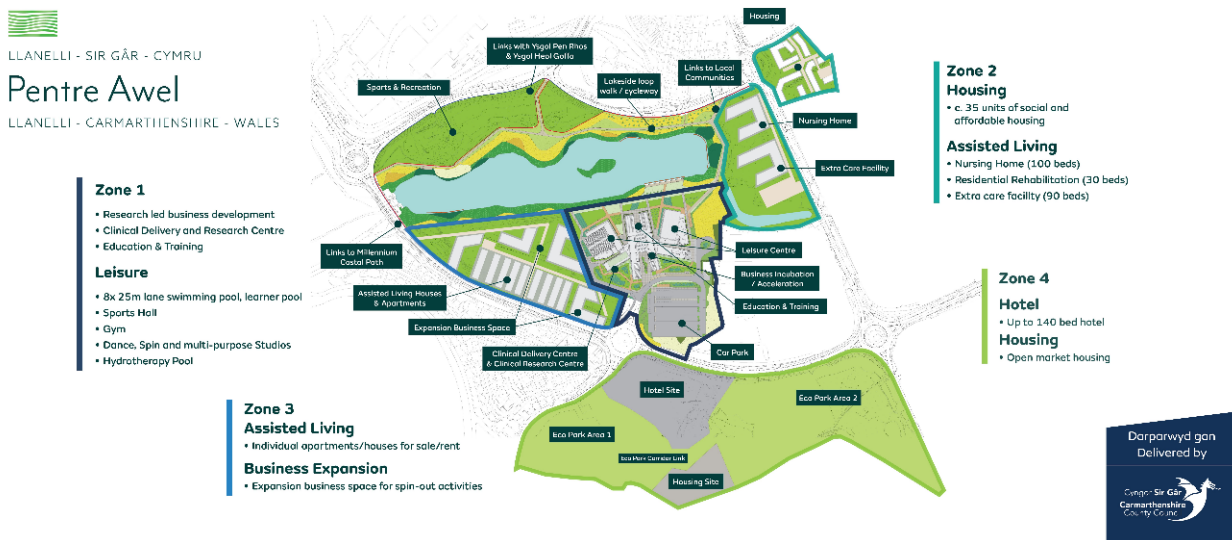 LLANELLI - SIR GÂR - CYMRU
Pentre Awel
LLANELLI - CARMARTHENSHIRE - WALES
Zone 1
• Research led business development
• Clinical Delivery and Research Centre
• Education & Training
Leisure
• 8x 25m lane swimming pool, learner pool
• Sports Hall
• Gym
• Dance, Spin and multi-purpose Studios
• Hydrotherapy Pool
Zone 3
Assisted Living
• Individual apartments/houses for sale/rent
Business Expansion
• Expansion business space for spin-out activities
Housing
Links with Ysgol Pen Rhos
& Ysgol Heol Goffa
Lakeside loop
walk / cycleway
Links to Local
Communities
Sports & Recreation
Nursing Home
Extra Care Facility
Links to Millennium
Costal Path
Leisure Centre
Business Incubation
/ Acceleration
Assisted Living Houses
& Apartments
Education & Training
Expansion Business Space
Clinical Delivery Centre
& Clinical Research Centre
Car Park
Hotel Site
Eco Park Area 2
Eco Park Area 1
Eco Park Corridor Link
Housing Site
Zone 2
Housing
• c. 35 units of social and
affordable housing
Assisted Living
• Nursing Home (100 beds)
• Residential Rehabilitation (30 beds)
• Extra care facility (90 beds)
Zone 4
Hotel
• Up to 140 bed hotel
Housing
• Open market housing
Darparwyd gan
Delivered by
Cyngor Sir Gâr
Carmarthenshire
County Council